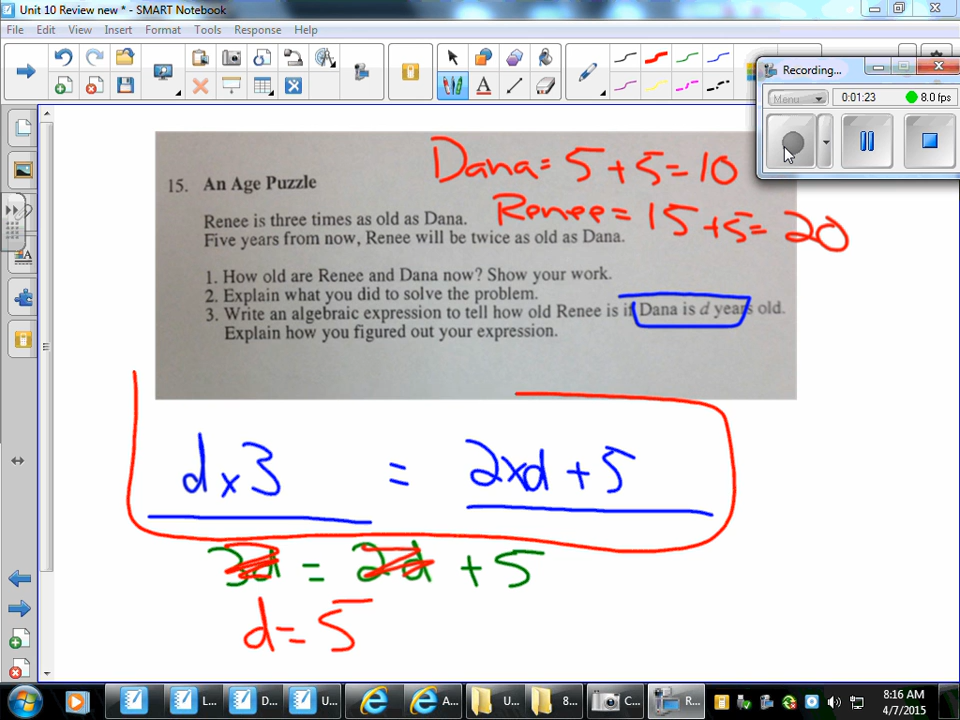 Unit 10 Review new * - SMART Notebook
File Edit View Insert Format Tools Response Help
Recording...
Menu 0:01:23 8.0 fps
Dana = 5 + 5 = 10
15. An Age Puzzle
Renee = 15 + 5 = 20
Renee is three times as old as Dana.
Five years from now, Renee will be twice as old as Dana.
1. How old are Renee and Dana now? Show your work.
2. Explain what you did to solve the problem.
3. Write an algebraic expression to tell how old Renee is if Dana is d years old.
Explain how you figured out your expression.
d x 3 = 2xd + 5
3d = 2d + 5
d = 5
L... D... U... A... U... 8... C... R...
8:16 AM
4/7/2015